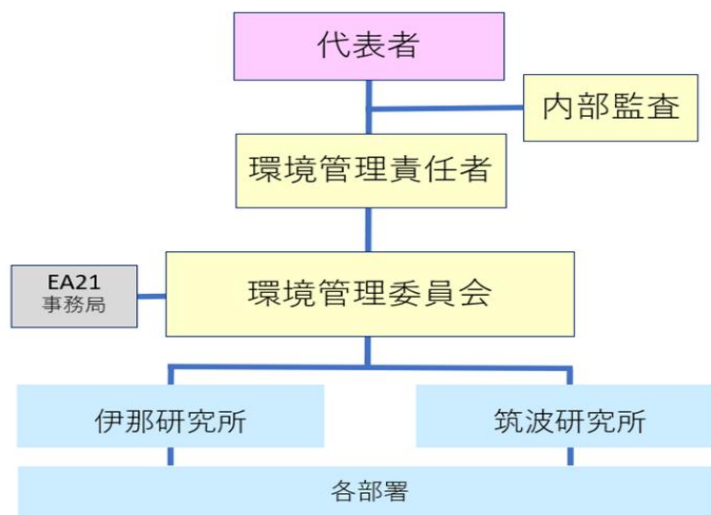 代表者
内部監査
環境管理責任者
EA21
事務局
環境管理委員会
伊那研究所
筑波研究所
各部署